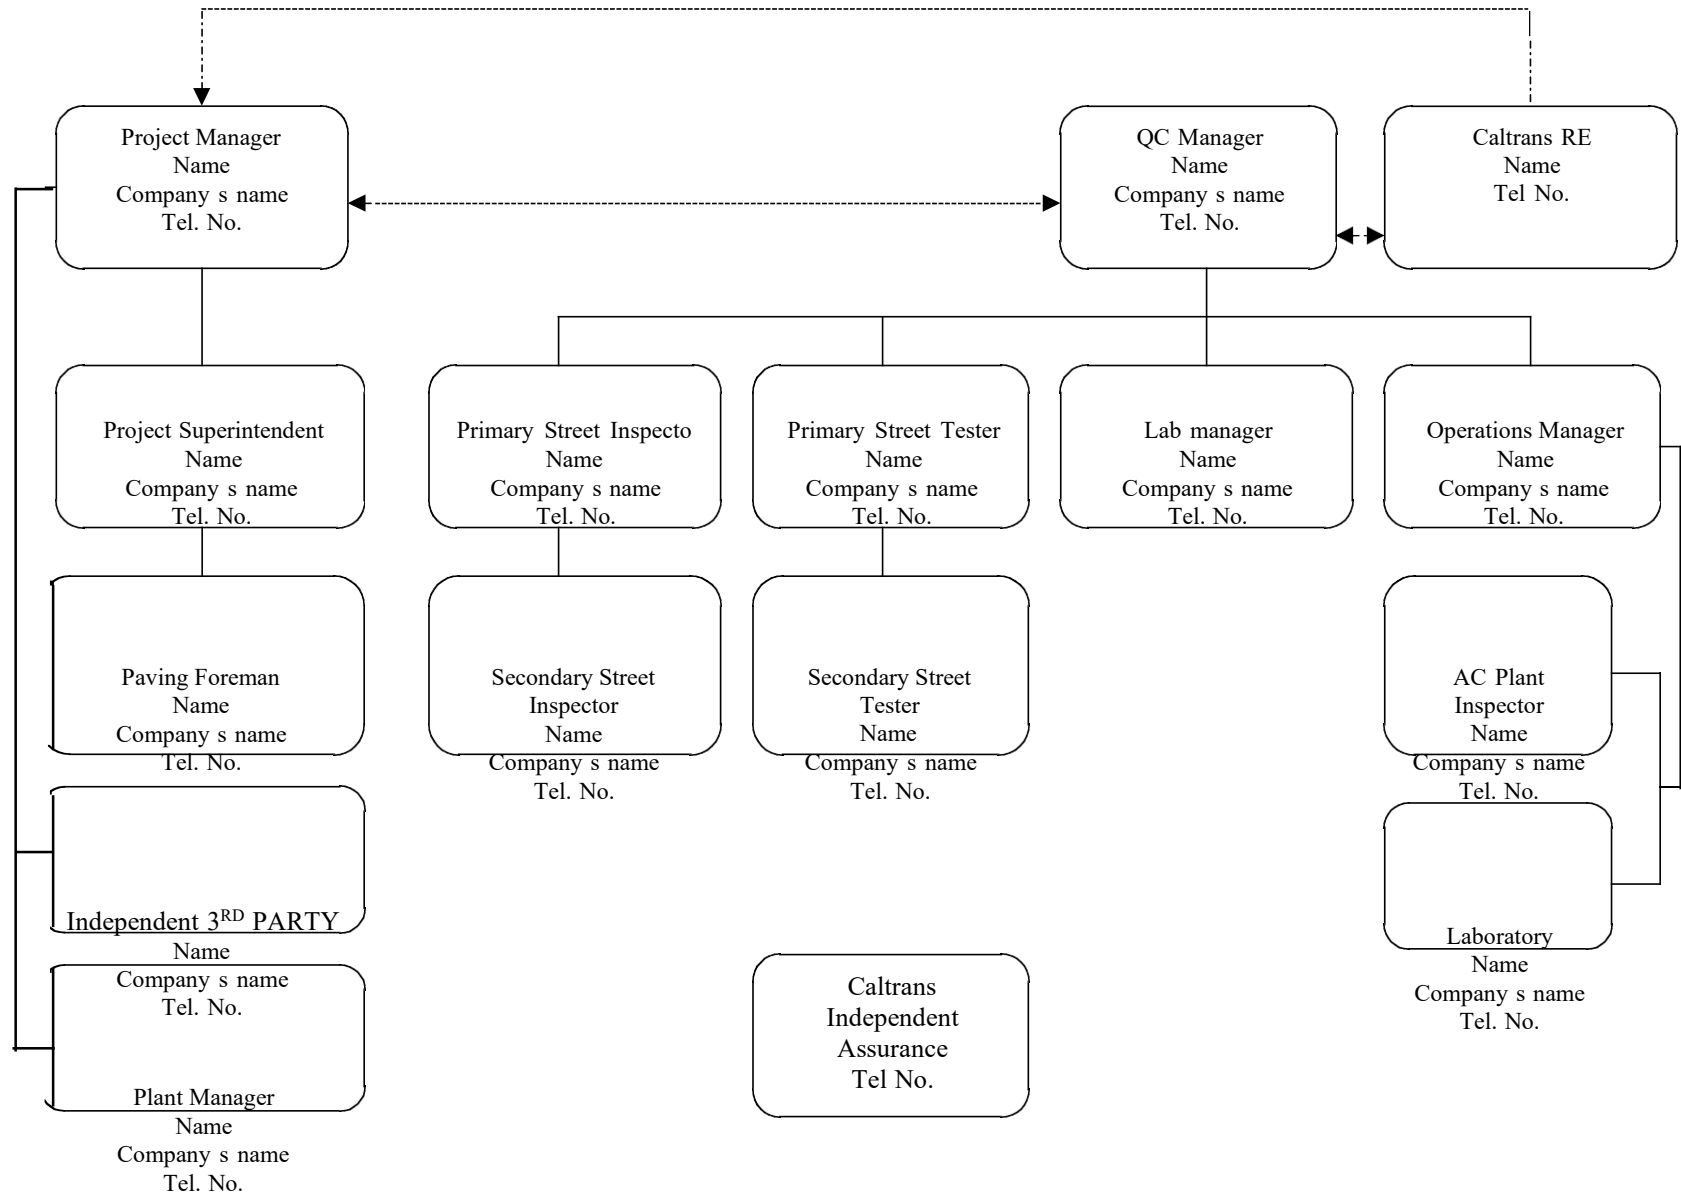 Project Manager
Name
Company s name
Tel. No.
QC Manager
Name
Company s name
Tel. No.
Caltrans RE
Name
Tel No.
Project Superintendent
Name
Company s name
Tel. No.
Primary Street Inspecto
Name
Company s name
Tel. No.
Primary Street Tester
Name
Company s name
Tel. No.
Lab manager
Name
Company s name
Tel. No.
Operations Manager
Name
Company s name
Tel. No.
Paving Foreman
Name
Company s name
Tel. No.
Secondary Street
Inspector
Name
Company s name
Tel. No.
Secondary Street
Tester
Name
Company s name
Tel. No.
AC Plant
Inspector
Name
Company s name
Tel. No.
Independent 3RD PARTY
Name
Company s name
Tel. No.
Laboratory
Name
Company s name
Tel. No.
Caltrans
Independent
Assurance
Tel No.
Plant Manager
Name
Company s name
Tel. No.